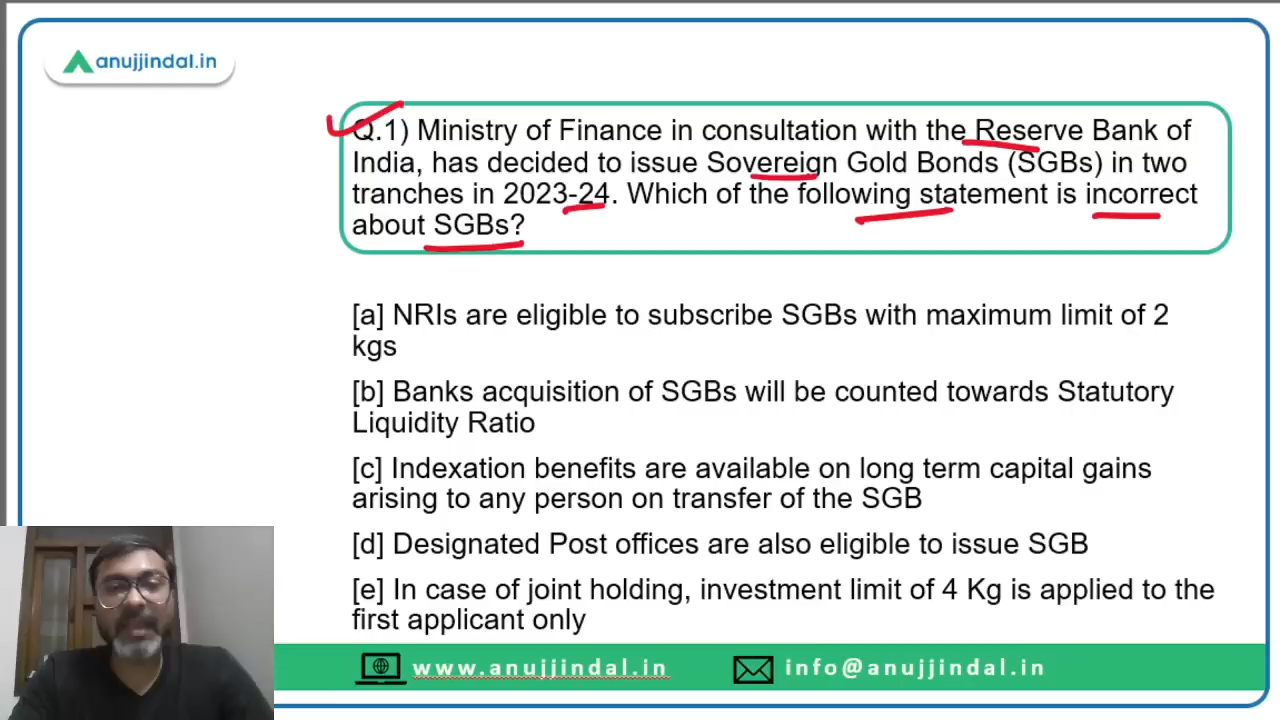 anujjindal.in
Q.1) Ministry of Finance in consultation with the Reserve Bank of
India, has decided to issue Sovereign Gold Bonds (SGBs) in two
tranches in 2023-24. Which of the following statement is incorrect
about SGBs?
[a] NRIs are eligible to subscribe SGBs with maximum limit of 2
kgs
[b] Banks acquisition of SGBs will be counted towards Statutory
Liquidity Ratio
[c] Indexation benefits are available on long term capital gains
arising to any person on transfer of the SGB
[d] Designated Post offices are also eligible to issue SGB
[e] In case of joint holding, investment limit of 4 Kg is applied to the
first applicant only
www.anujjindal.in
info@anujjindal.in